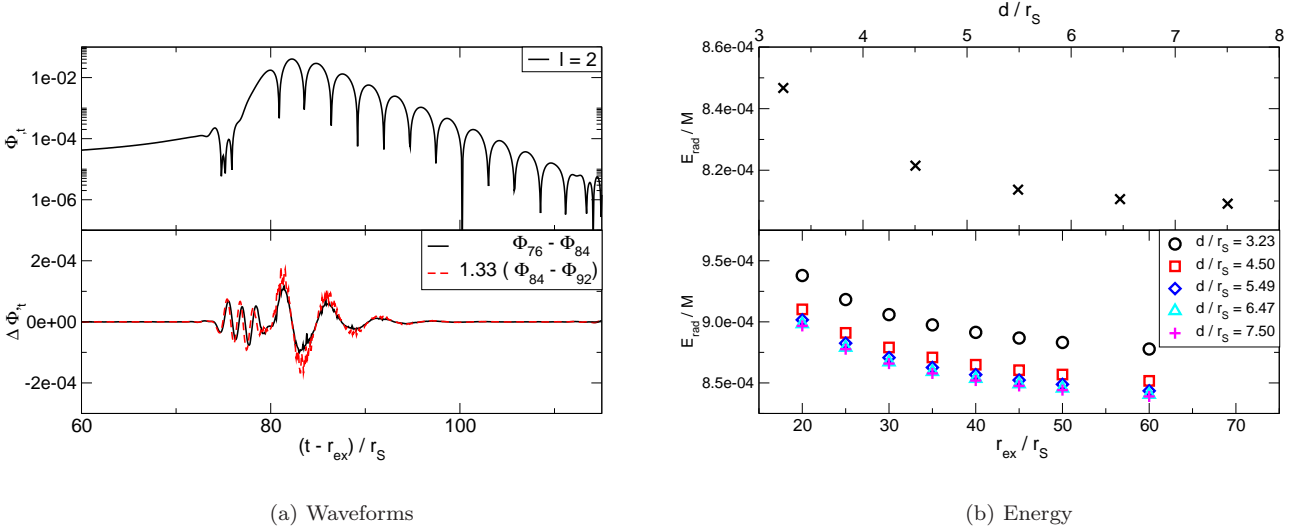 1e-02
1e-04
1e-06
Φ,t
l = 2
2e-04
0e+00
-2e-04
Δ Φ,t
Φ76 - Φ84
1.33 ( Φ84 - Φ92)
60
80
100
(t - rex) / rS
(a) Waveforms
d / rS
3
4
5
6
7
8
8.6e-04
8.4e-04
8.2e-04
Erad / M
9.5e-04
9.0e-04
8.5e-04
Erad / M
d / rS = 3.23
d / rS = 4.50
d / rS = 5.49
d / rS = 6.47
d / rS = 7.50
20
30
40
50
60
70
rex / rS
(b) Energy